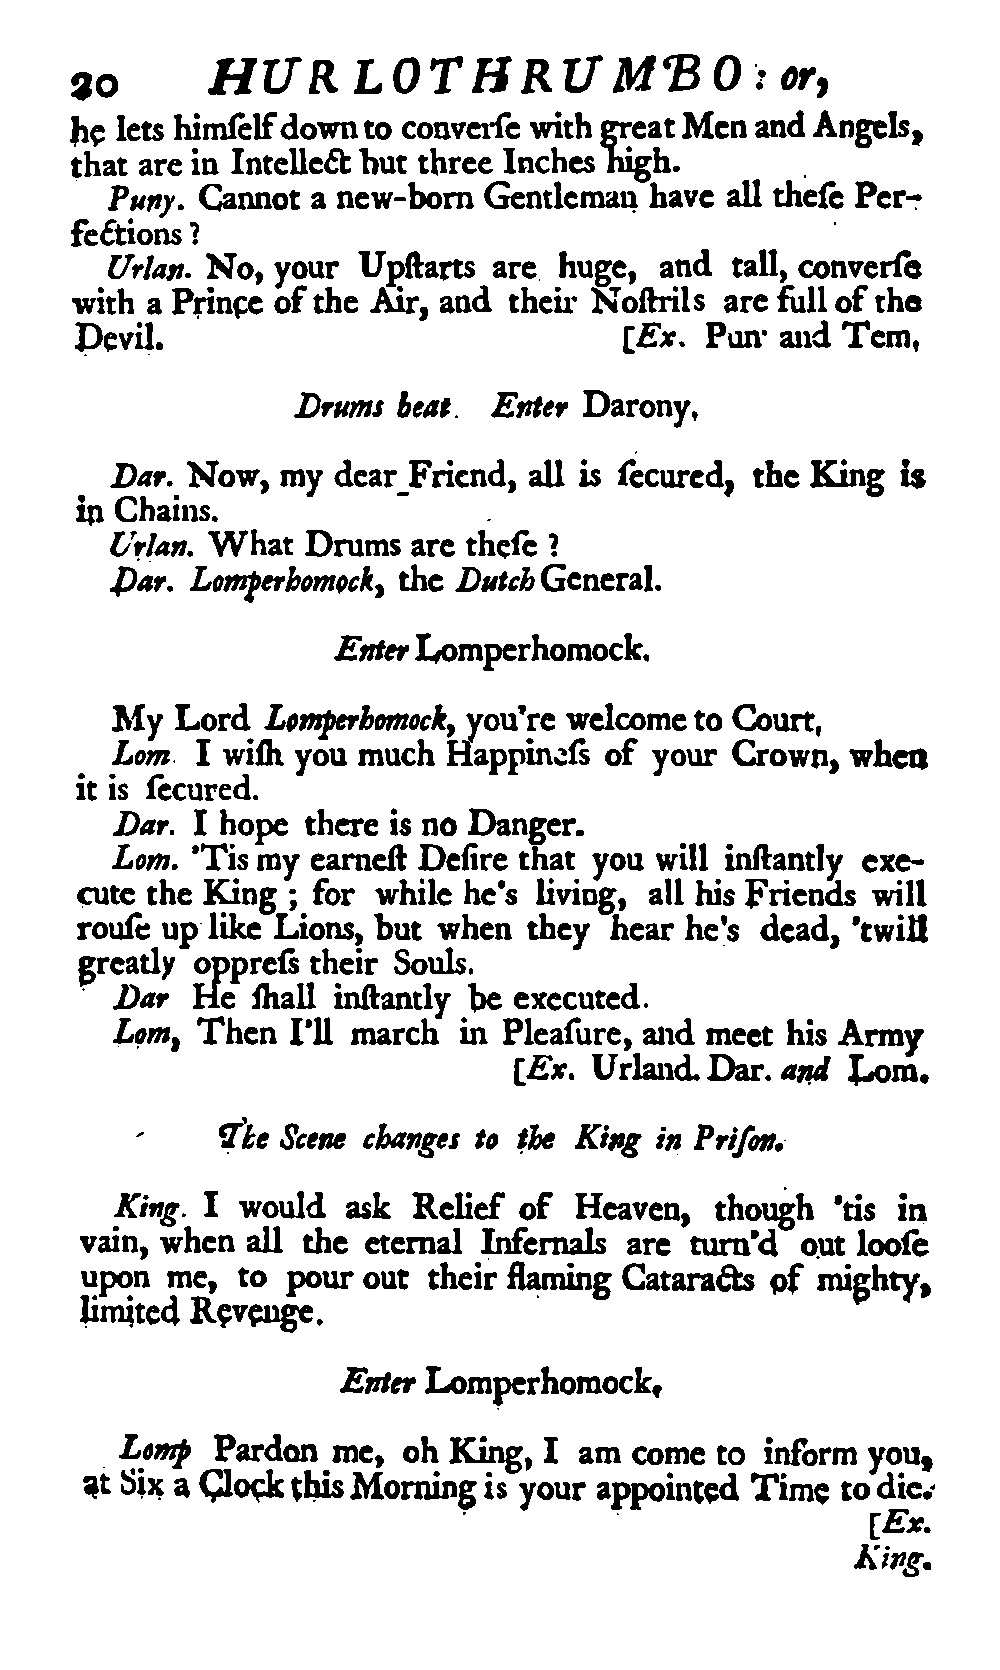 20 HURLOTHRUMBO: or,
he lets himſelf down to converſe with great Men and Angels,
that are in Intellect but three Inches high.
Puny. Cannot a new-born Gentleman have all theſe Per-
fections?
Urlan. No, your Upſtarts are huge, and tall, converſe
with a Prince of the Air, and their Noſtrils are full of the
Devil. [Ex. Pun· and Tem,
Drums beat. Enter Darony,
Dar. Now, my dear Friend, all is ſecured, the King is
in Chains.
Urlan. What Drums are theſe?
Dar. Lomperhomock, the Dutch General.
Enter Lomperhomock.
My Lord Lomperhomock, you're welcome to Court,
Lom. I wiſh you much Happineſs of your Crown, when
it is ſecured.
Dar. I hope there is no Danger.
Lom. 'Tis my earneſt Deſire that you will inſtantly exe-
cute the King; for while he's living, all his Friends will
rouſe up like Lions, but when they hear he's dead, 'twill
greatly oppreſs their Souls.
Dar He ſhall inſtantly be executed.
Lom, Then I'll march in Pleaſure, and meet his Army
[Ex. Urland. Dar. and Lom.
The Scene changes to the King in Priſon.
King. I would ask Relief of Heaven, though 'tis in
vain, when all the eternal Infernals are turn'd out looſe
upon me, to pour out their flaming Cataracts of mighty,
limited Revenge.
Enter Lomperhomock,
Lomp Pardon me, oh King, I am come to inform you,
at Six a Clock this Morning is your appointed Time to die.
[Ex.
King.